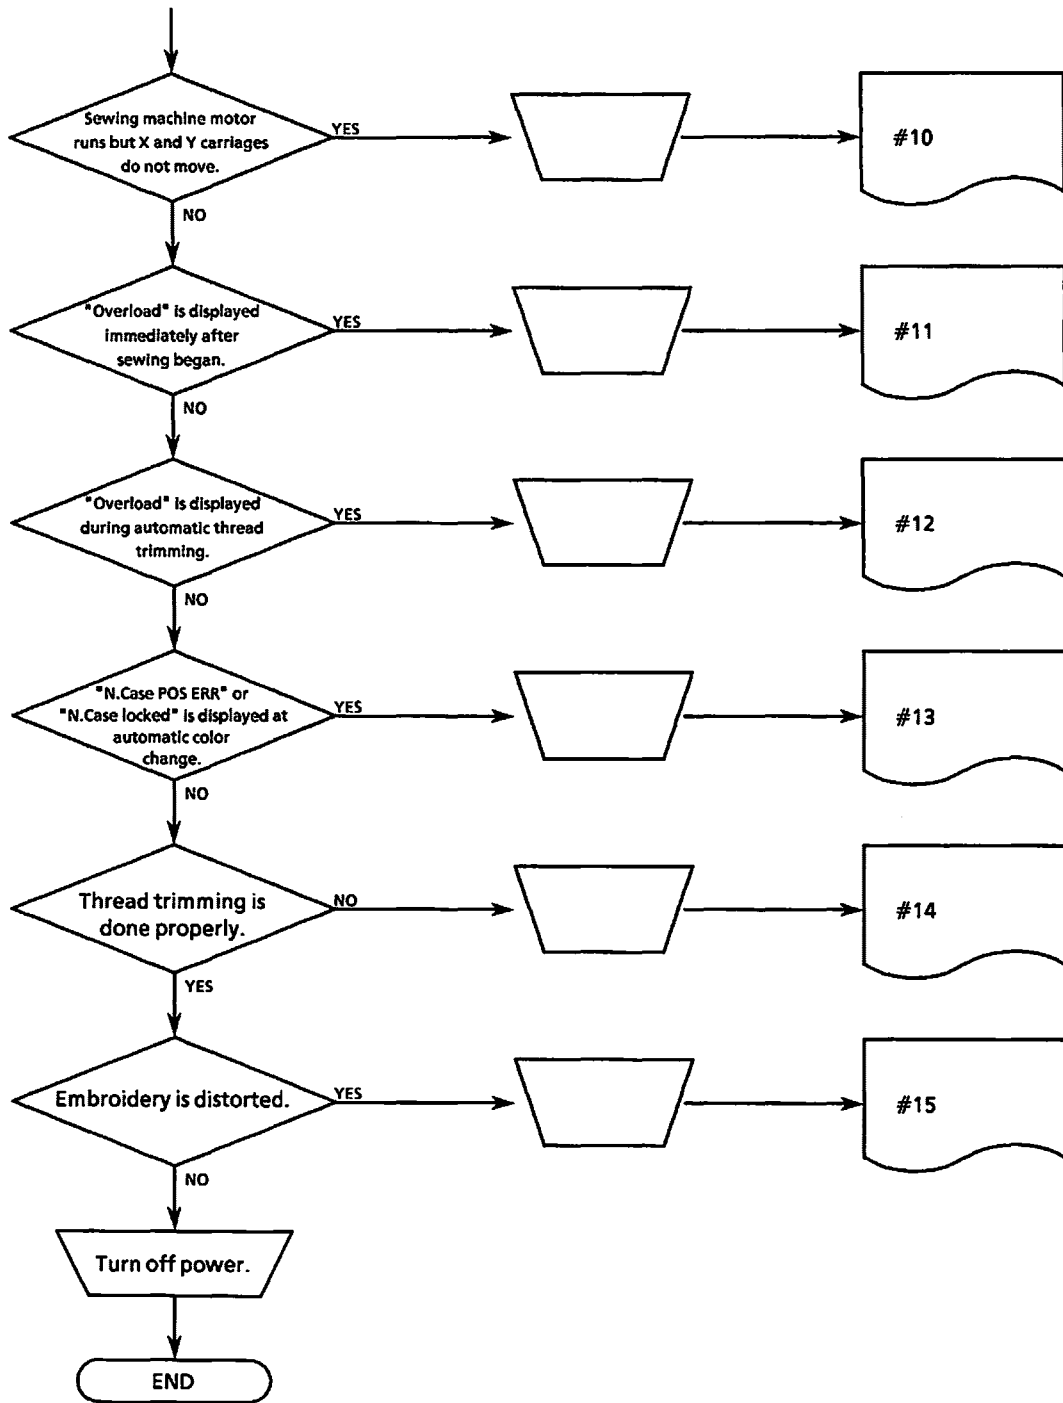 Sewing machine motor
runs but X and Y carriages
do not move.
YES
#10
NO
"Overload" is displayed
immediately after
sewing began.
YES
#11
NO
"Overload" is displayed
during automatic thread
trimming.
YES
#12
NO
"N.Case POS ERR" or
"N.Case locked" is displayed at
automatic color
change.
YES
#13
NO
Thread trimming is
done properly.
NO
#14
YES
Embroidery is distorted.
YES
#15
NO
Turn off power.
END